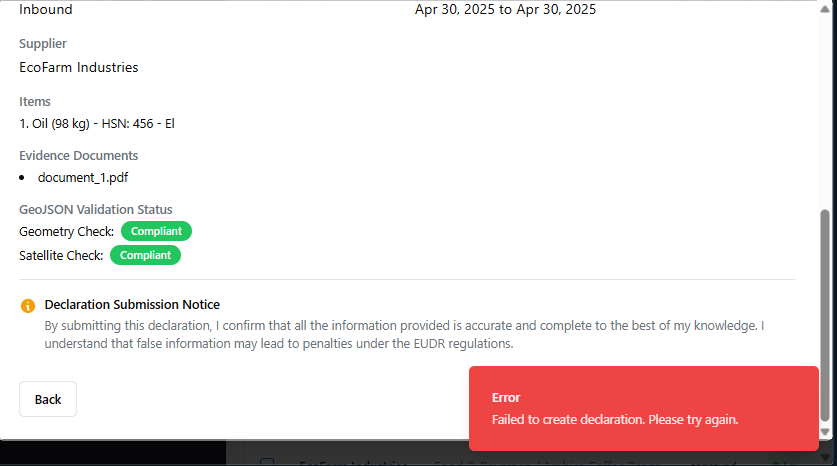 Inbound
Apr 30, 2025 to Apr 30, 2025
Supplier
EcoFarm Industries
Items
1. Oil (98 kg) - HSN: 456 - El
Evidence Documents
• document_1.pdf
GeoJSON Validation Status
Geometry Check: Compliant
Satellite Check: Compliant
Declaration Submission Notice
By submitting this declaration, I confirm that all the information provided is accurate and complete to the best of my knowledge. I
understand that false information may lead to penalties under the EUDR regulations.
Back
Error
Failed to create declaration. Please try again.